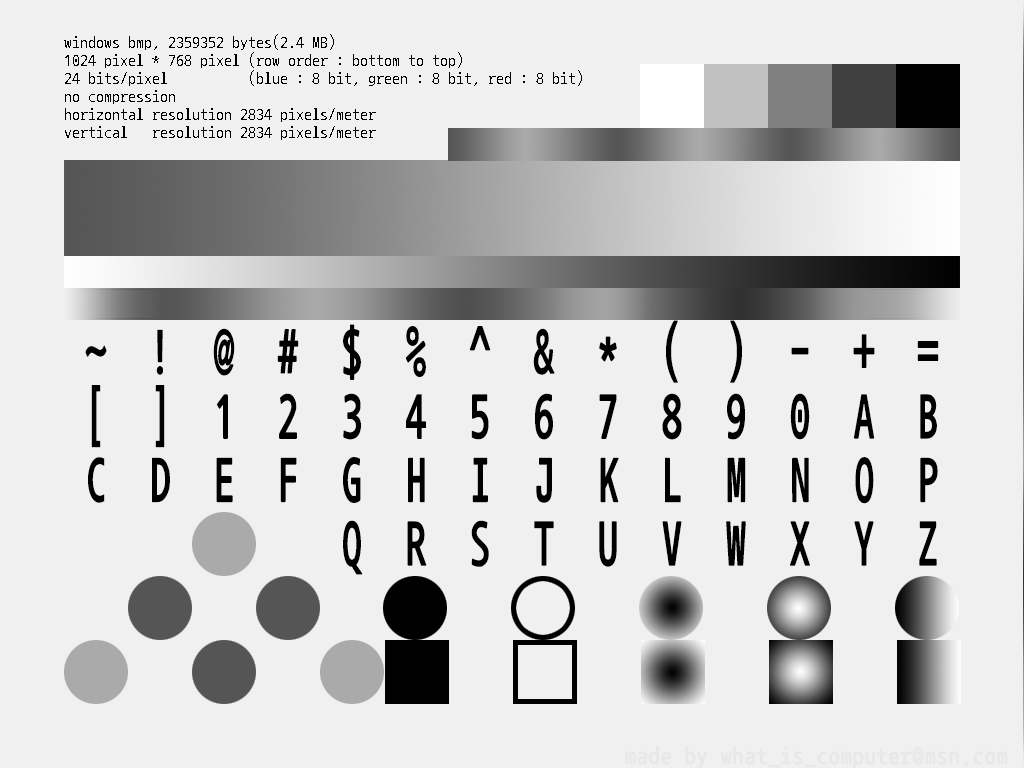 windows bmp, 2359352 bytes(2.4 MB)
1024 pixel * 768 pixel (row order : bottom to top)
24 bits/pixel          (blue : 8 bit, green : 8 bit, red : 8 bit)
no compression
horizontal resolution 2834 pixels/meter
vertical   resolution 2834 pixels/meter
~ ! @ # $ % ^ & * ( ) - + =
[ ] 1 2 3 4 5 6 7 8 9 0 A B
C D E F G H I J K L M N O P
Q R S T U V W X Y Z
made by what_is_computer@msn.com